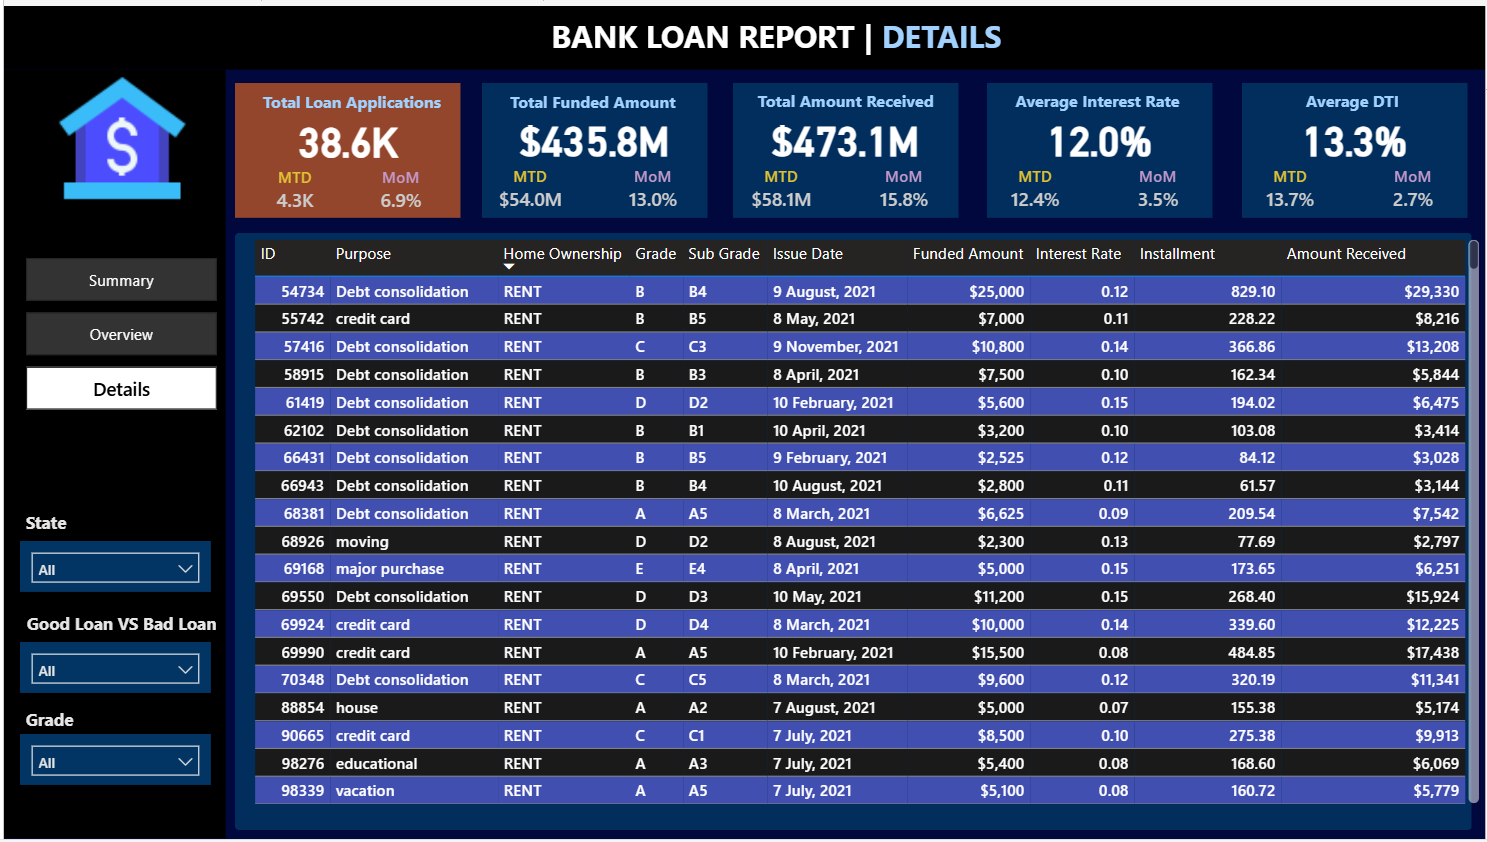 BANK LOAN REPORT | DETAILS
$
Total Loan Applications
38.6K
MTD MoM
4.3K 6.9%
Total Funded Amount
$435.8M
MTD MoM
$54.0M 13.0%
Total Amount Received
$473.1M
MTD MoM
$58.1M 15.8%
Average Interest Rate
12.0%
MTD MoM
12.4% 3.5%
Average DTI
13.3%
MTD MoM
13.7% 2.7%
Summary
Overview
Details
State
All
Good Loan VS Bad Loan
All
Grade
All
ID Purpose Home Ownership Grade Sub Grade Issue Date Funded Amount Interest Rate Installment Amount Received
54734 Debt consolidation RENT B B4 9 August, 2021 $25,000 0.12 829.10 $29,330
55742 credit card RENT B B5 8 May, 2021 $7,000 0.11 228.22 $8,216
57416 Debt consolidation RENT C C3 9 November, 2021 $10,800 0.14 366.86 $13,208
58915 Debt consolidation RENT B B3 8 April, 2021 $7,500 0.10 162.34 $5,844
61419 Debt consolidation RENT D D2 10 February, 2021 $5,600 0.15 194.02 $6,475
62102 Debt consolidation RENT B B1 10 April, 2021 $3,200 0.10 103.08 $3,414
66431 Debt consolidation RENT B B5 9 February, 2021 $2,525 0.12 84.12 $3,028
66943 Debt consolidation RENT B B4 10 August, 2021 $2,800 0.11 61.57 $3,144
68381 Debt consolidation RENT A A5 8 March, 2021 $6,625 0.09 209.54 $7,542
68926 moving RENT D D2 8 August, 2021 $2,300 0.13 77.69 $2,797
69168 major purchase RENT E E4 8 April, 2021 $5,000 0.15 173.65 $6,251
69550 Debt consolidation RENT D D3 10 May, 2021 $11,200 0.15 268.40 $15,924
69924 credit card RENT D D4 8 March, 2021 $10,000 0.14 339.60 $12,225
69990 credit card RENT A A5 10 February, 2021 $15,500 0.08 484.85 $17,438
70348 Debt consolidation RENT C C5 8 March, 2021 $9,600 0.12 320.19 $11,341
88854 house RENT A A2 7 August, 2021 $5,000 0.07 155.38 $5,174
90665 credit card RENT C C1 7 July, 2021 $8,500 0.10 275.38 $9,913
98276 educational RENT A A3 7 July, 2021 $5,400 0.08 168.60 $6,069
98339 vacation RENT A A5 7 July, 2021 $5,100 0.08 160.72 $5,779